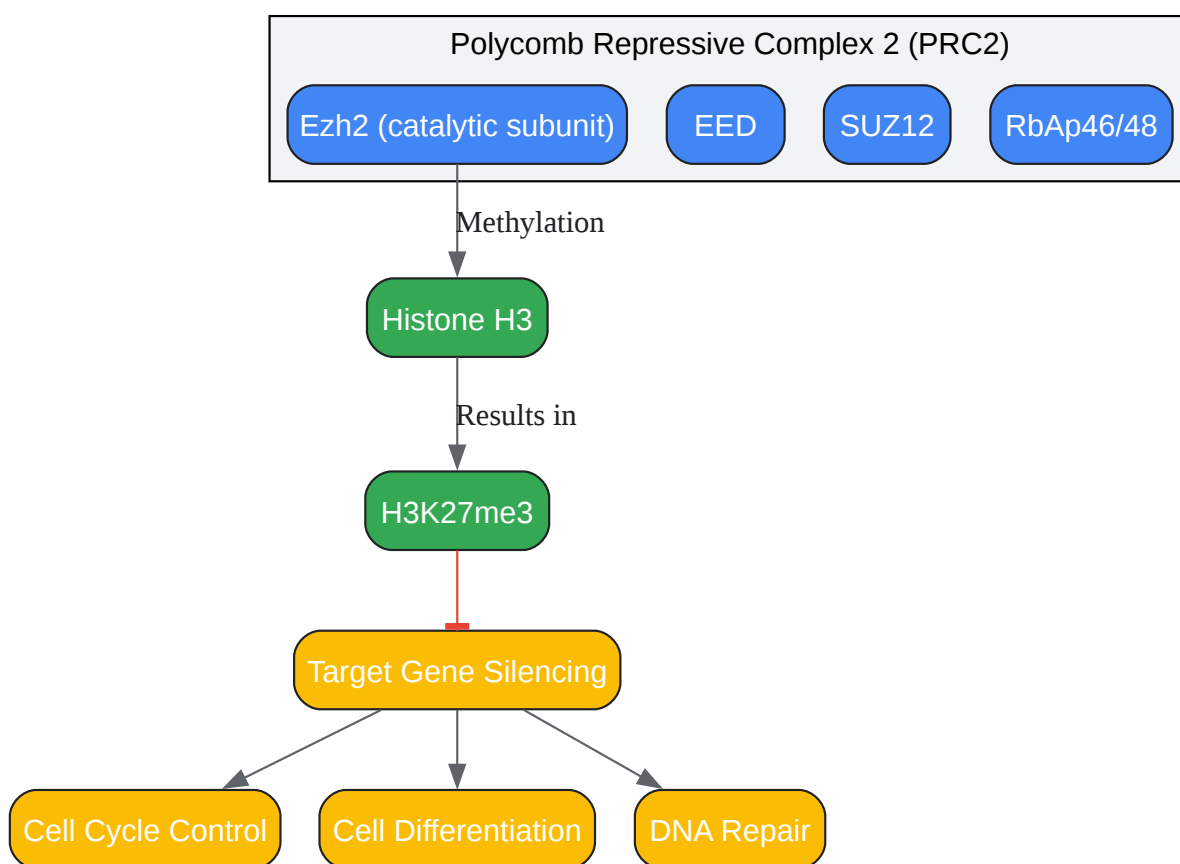 Polycomb Repressive Complex 2 (PRC2)
Ezh2 (catalytic subunit)
EED
SUZ12
RbAp46/48
Methylation
Histone H3
Results in
H3K27me3
Target Gene Silencing
Cell Cycle Control
Cell Differentiation
DNA Repair